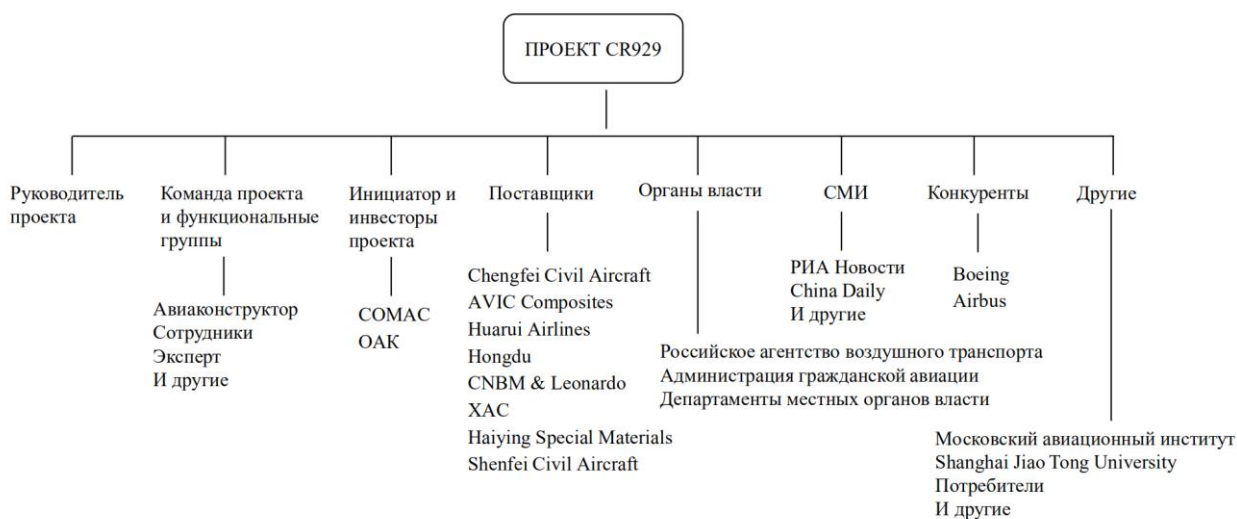 ПРОЕКТ CR929
Руководитель
проекта
Команда проекта
и функциональные
группы
Авиаконструктор
Сотрудники
Эксперт
И другие
Инициатор и
инвесторы
проекта
COMAC
ОАК
Поставщики
Chengfei Civil Aircraft
AVIC Composites
Huarui Airlines
Hongdu
CNBM & Leonardo
XAC
Haiying Special Materials
Shenfei Civil Aircraft
Органы власти
Российское агентство воздушного транспорта
Администрация гражданской авиации
Департаменты местных органов власти
СМИ
РИА Новости
China Daily
И другие
Конкуренты
Boeing
Airbus
Другие
Московский авиационный институт
Shanghai Jiao Tong University
Потребители
И другие